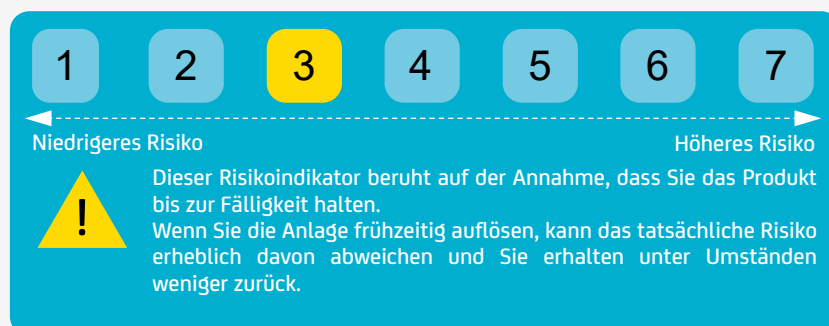 1 2 3 4 5 6 7
Niedrigeres Risiko Höheres Risiko
!
Dieser Risikoindikator beruht auf der Annahme, dass Sie das Produkt
bis zur Fälligkeit halten.
Wenn Sie die Anlage frühzeitig auflösen, kann das tatsächliche Risiko
erheblich davon abweichen und Sie erhalten unter Umständen
weniger zurück.